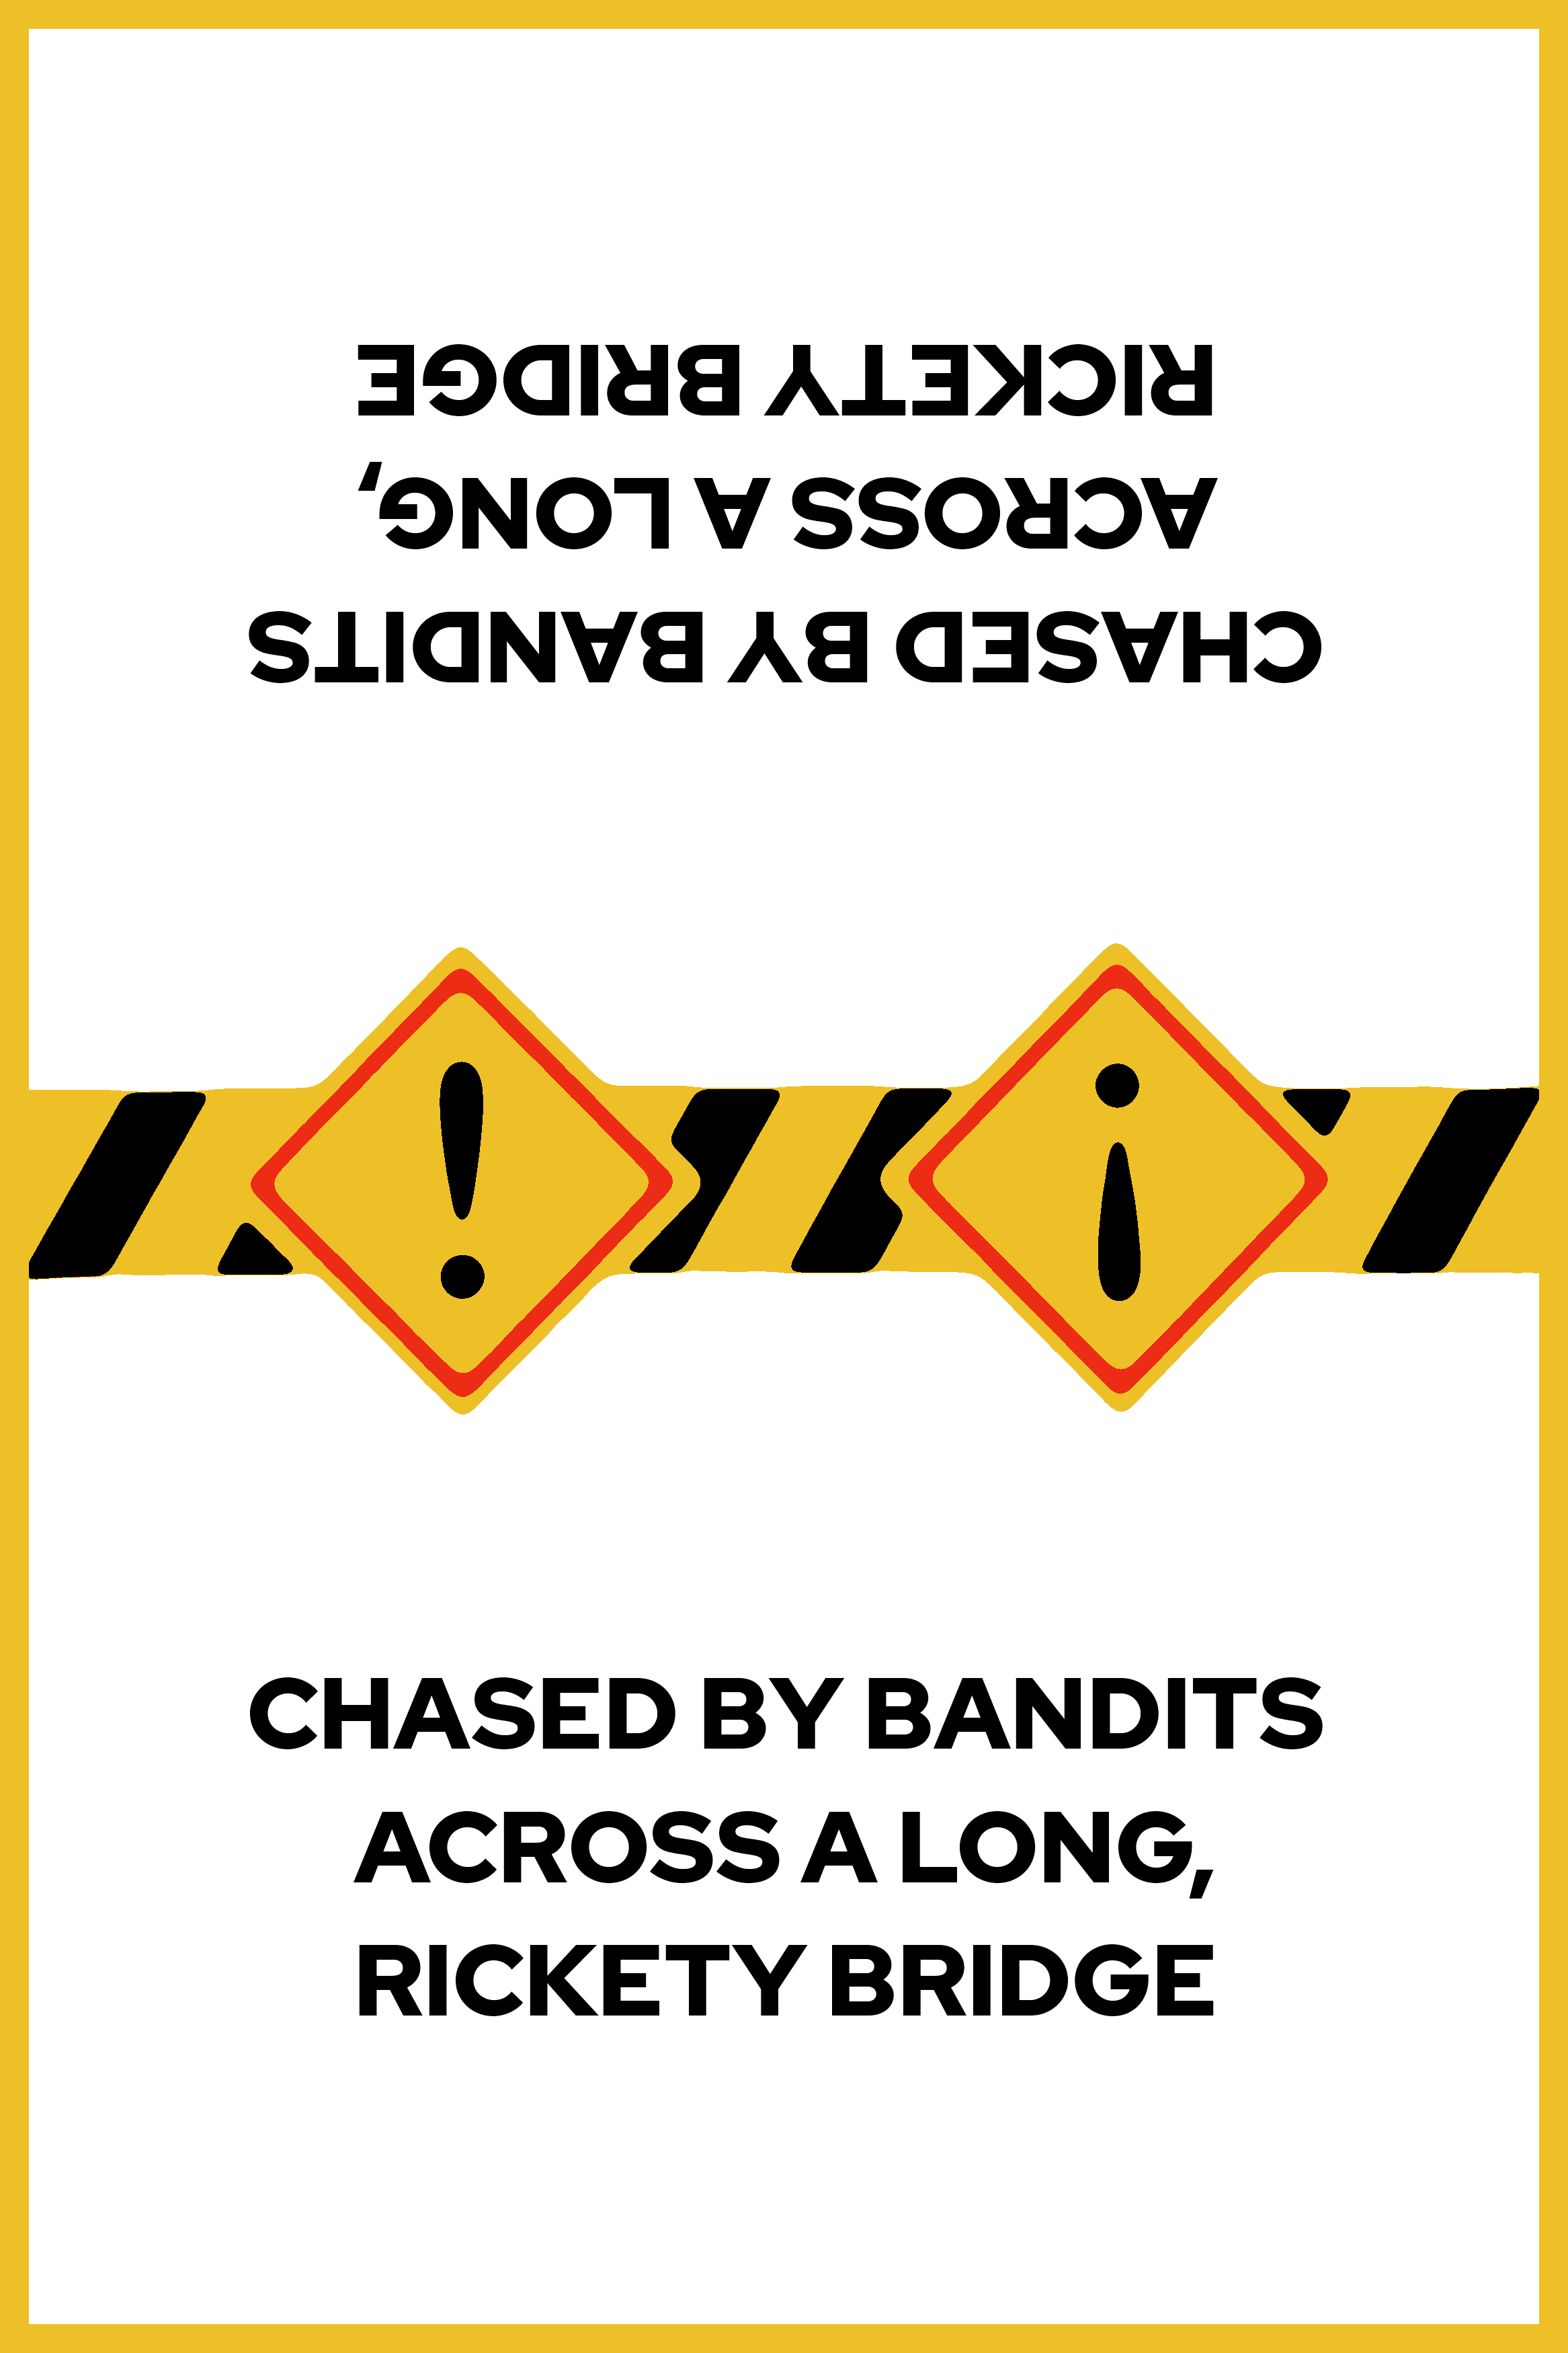 CHASED BY BANDITS
ACROSS A LONG,
RICKETY BRIDGE
!
!
CHASED BY BANDITS
ACROSS A LONG,
RICKETY BRIDGE